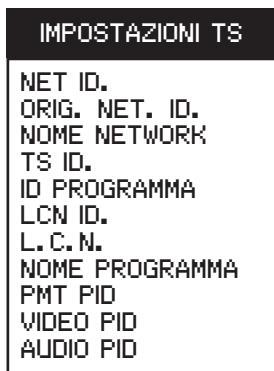 IMPOSTAZIONI TS
NET ID.
ORIG. NET. ID.
NOME NETWORK
TS ID.
ID PROGRAMMA
LCN ID.
L.C.N.
NOME PROGRAMMA
PMT PID
VIDEO PID
AUDIO PID